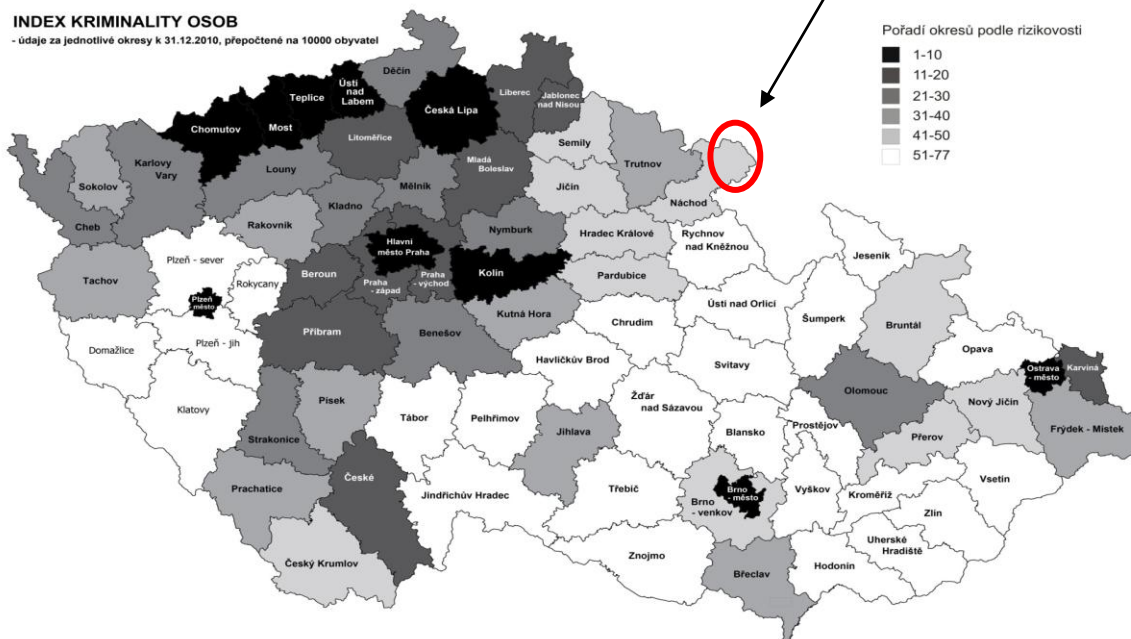 INDEX KRIMINALITY OSOB
- údaje za jednotlivé okresy k 31.12.2010, přepočtené na 10000 obyvatel
Pořadí okresů podle rizikovosti
1-10
11-20
21-30
31-40
41-50
51-77
Děčín
Ústí
nad
Labem
Teplice
Most
Chomutov
Česká Lípa
Liberec
Jablonec
nad Nisou
Litoměřice
Semily
Trutnov
Karlovy
Vary
Sokolov
Cheb
Louny
Mělník
Mladá
Boleslav
Jičín
Náchod
Kladno
Rakovník
Nymburk
Hradec Králové
Rychnov
nad Kněžnou
Jeseník
Hlavní
město Praha
Praha
- západ
Praha
- východ
Kolín
Pardubice
Tachov
Plzeň - sever
Rokycany
Beroun
Plzeň
město
Kutná Hora
Chrudim
Ústí nad Orlicí
Šumperk
Bruntál
Příbram
Benešov
Domažlice
Plzeň - jih
Havlíčkův Brod
Svitavy
Opava
Ostrava
- město
Karviná
Klatovy
Písek
Tábor
Pelhřimov
Žďár
nad Sázavou
Olomouc
Nový Jičín
Frýdek - Místek
Strakonice
Jihlava
Blansko
Prostějov
Přerov
Prachatice
České
Jindřichův Hradec
Třebíč
Brno
- venkov
Brno
- město
Vyškov
Kroměříž
Vsetín
Zlín
Český Krumlov
Znojmo
Břeclav
Hodonín
Uherské
Hradiště